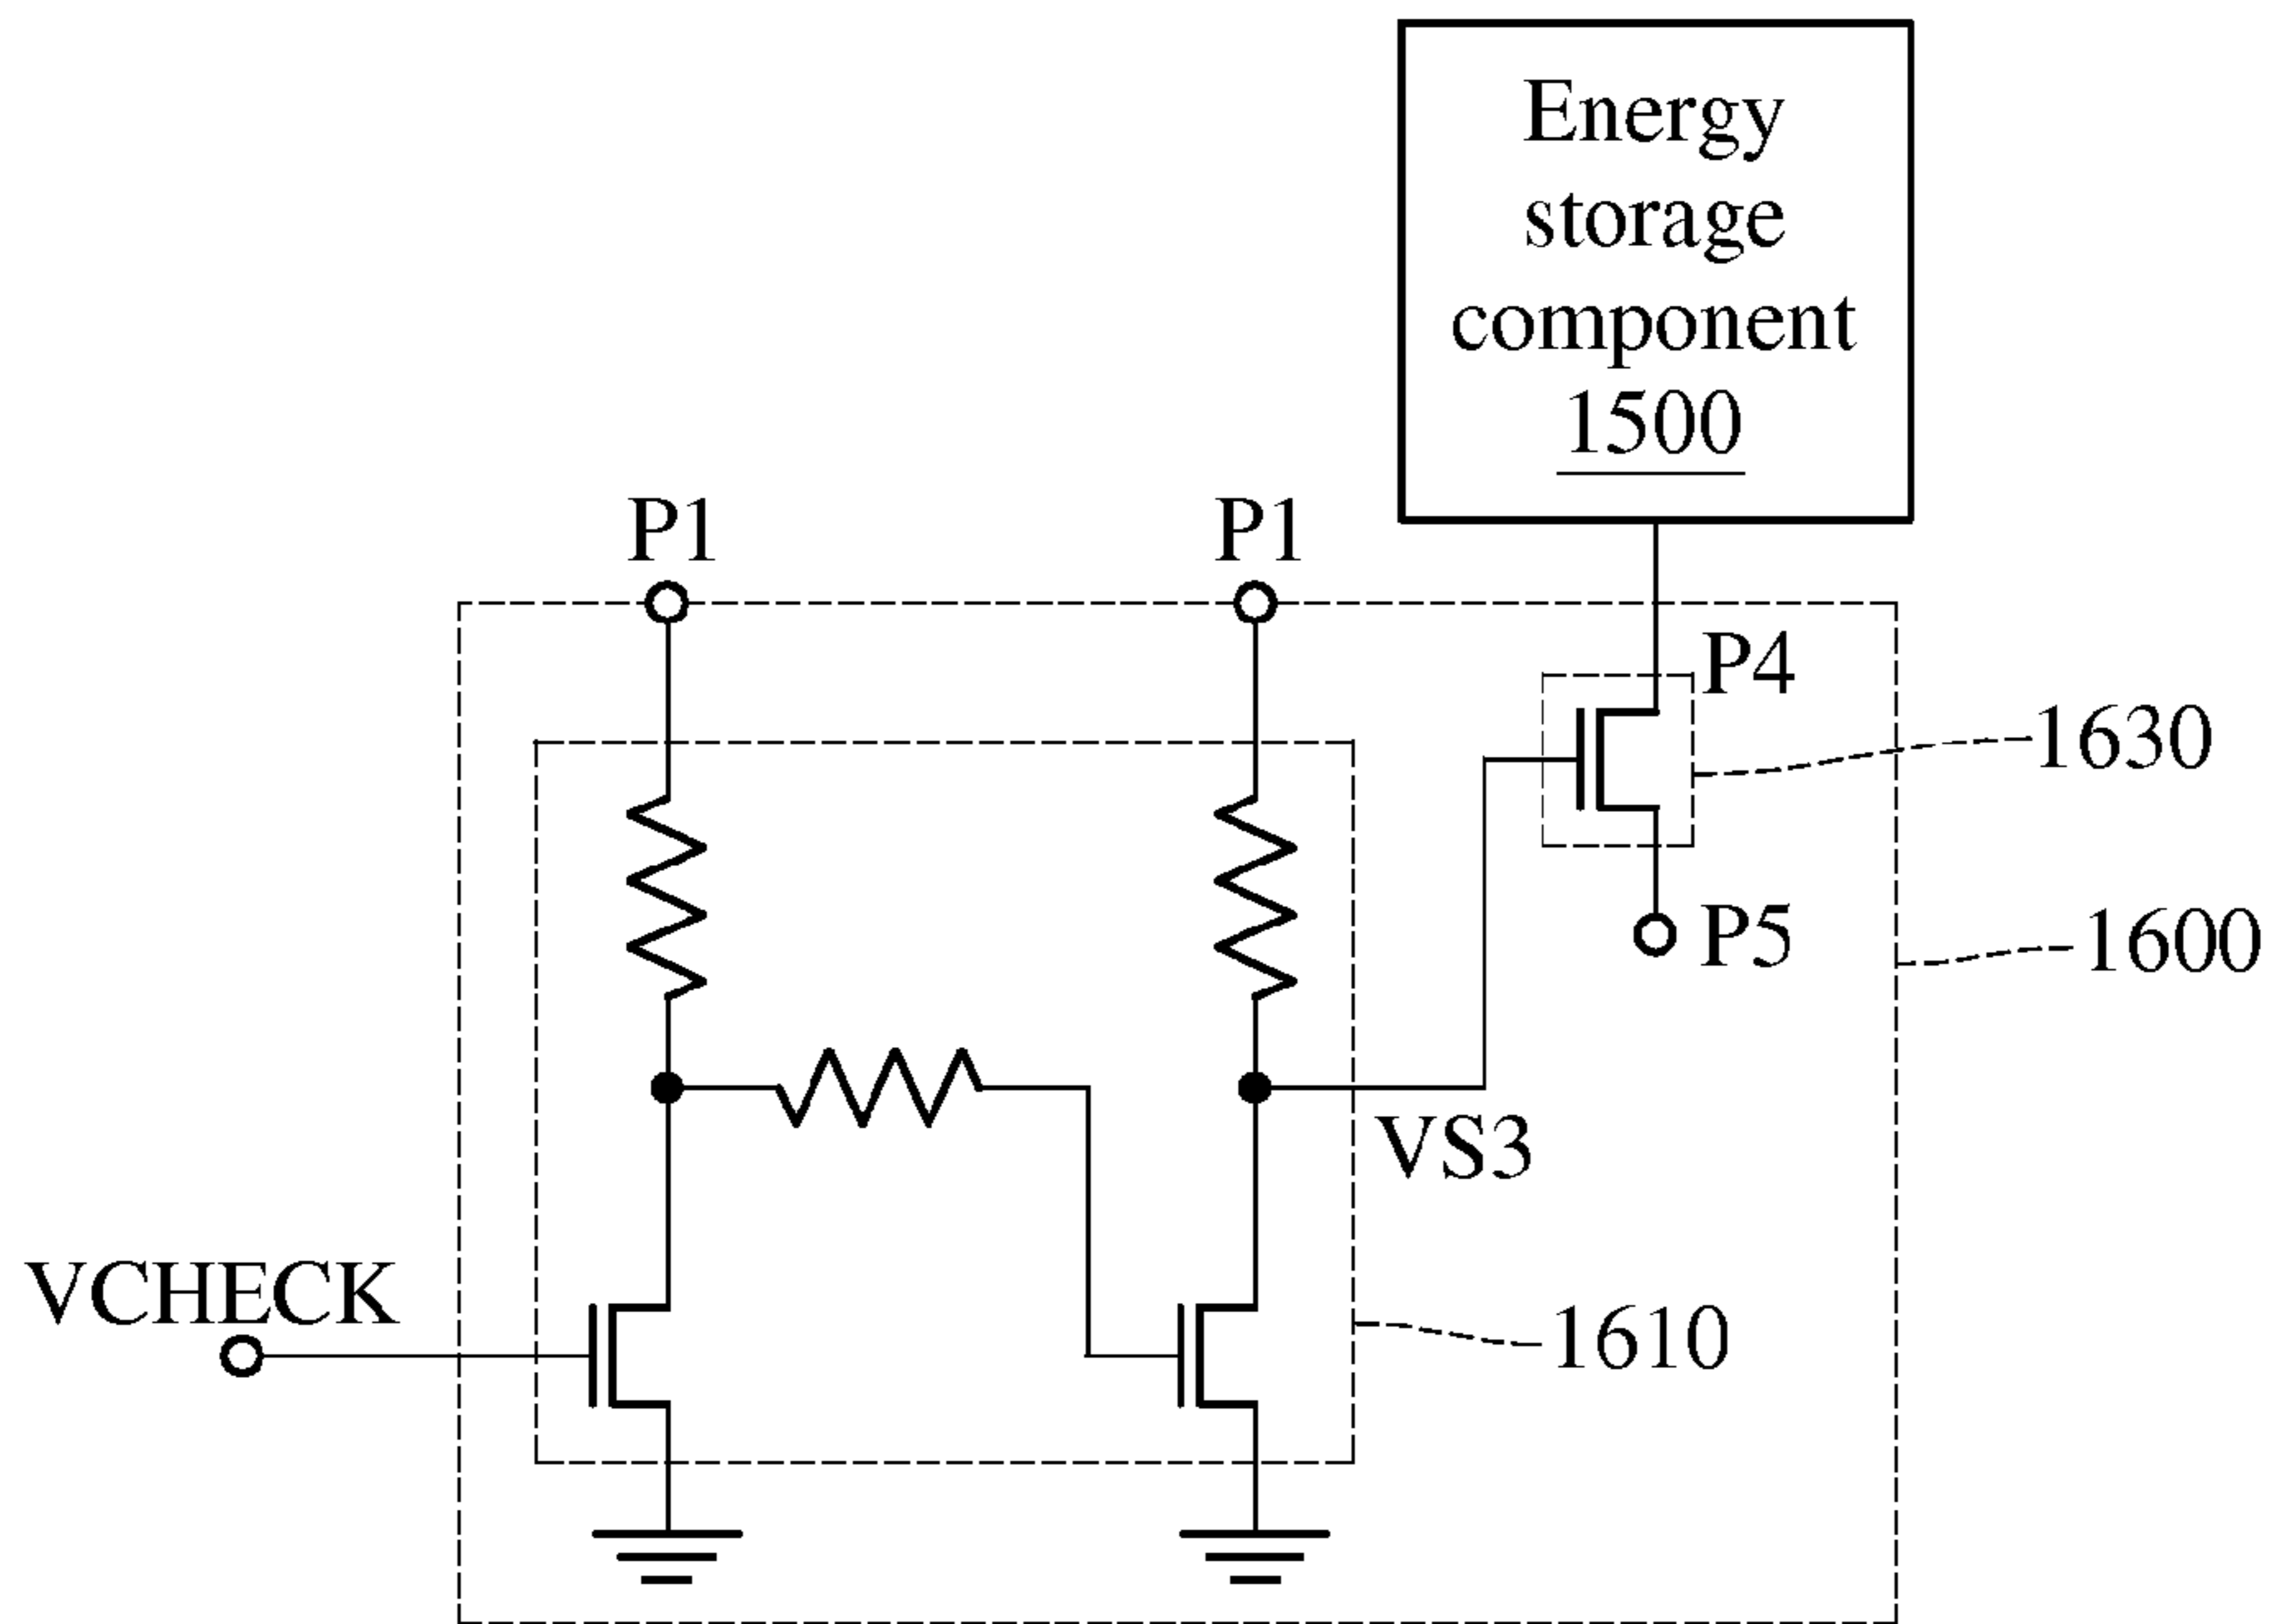 Energy
storage
component
1500
P1
P1
P4
1630
P5
1600
VS3
VCHECK
1610